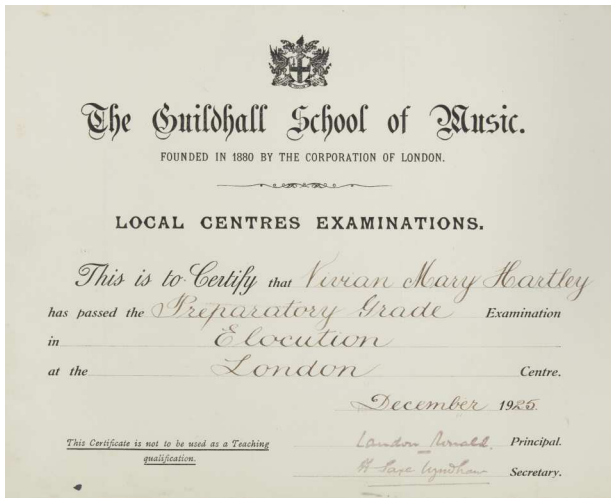 The Guildhall School of Music.
FOUNDED IN 1880 BY THE CORPORATION OF LONDON.
LOCAL CENTRES EXAMINATIONS.
This is to Certify that Vivian Mary Hartley
has passed the Preparatory Grade Examination
in Elocution
at the London Centre.
December 1925.
Landon Ronald. Principal.
This Certificate is not to be used as a Teaching
qualification.
H Saxe Wyndham Secretary.